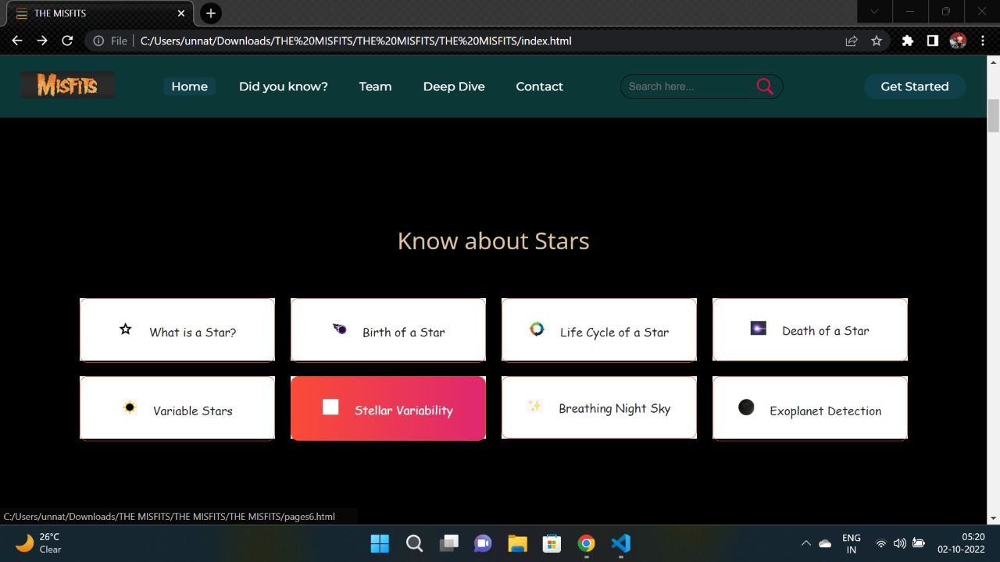 THE MISFITS
File C:/Users/unnat/Downloads/THE%20MISFITS/THE%20MISFITS/THE%20MISFITS/index.html
MISFITS Home Did you know? Team Deep Dive Contact Search here... Get Started
Know about Stars
What is a Star? Birth of a Star Life Cycle of a Star Death of a Star
Variable Stars Stellar Variability Breathing Night Sky Exoplanet Detection
C:/Users/unnat/Downloads/THE MISFITS/THE MISFITS/THE MISFITS/pages6.html
26°C
Clear
ENG
IN
05:20
02-10-2022